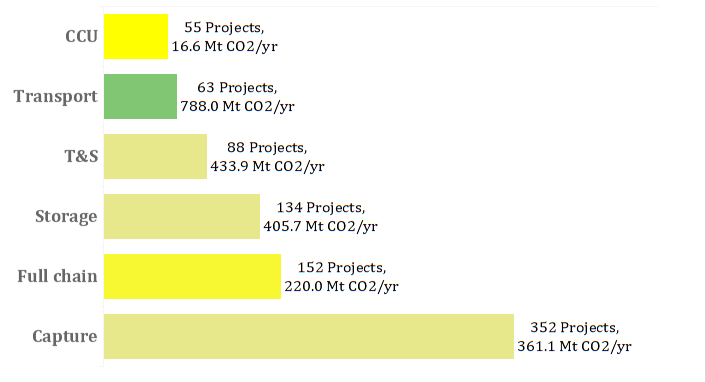 CCU
55 Projects,
16.6 Mt CO2/yr
Transport
63 Projects,
788.0 Mt CO2/yr
T&S
88 Projects,
433.9 Mt CO2/yr
Storage
134 Projects,
405.7 Mt CO2/yr
Full chain
152 Projects,
220.0 Mt CO2/yr
Capture
352 Projects,
361.1 Mt CO2/yr